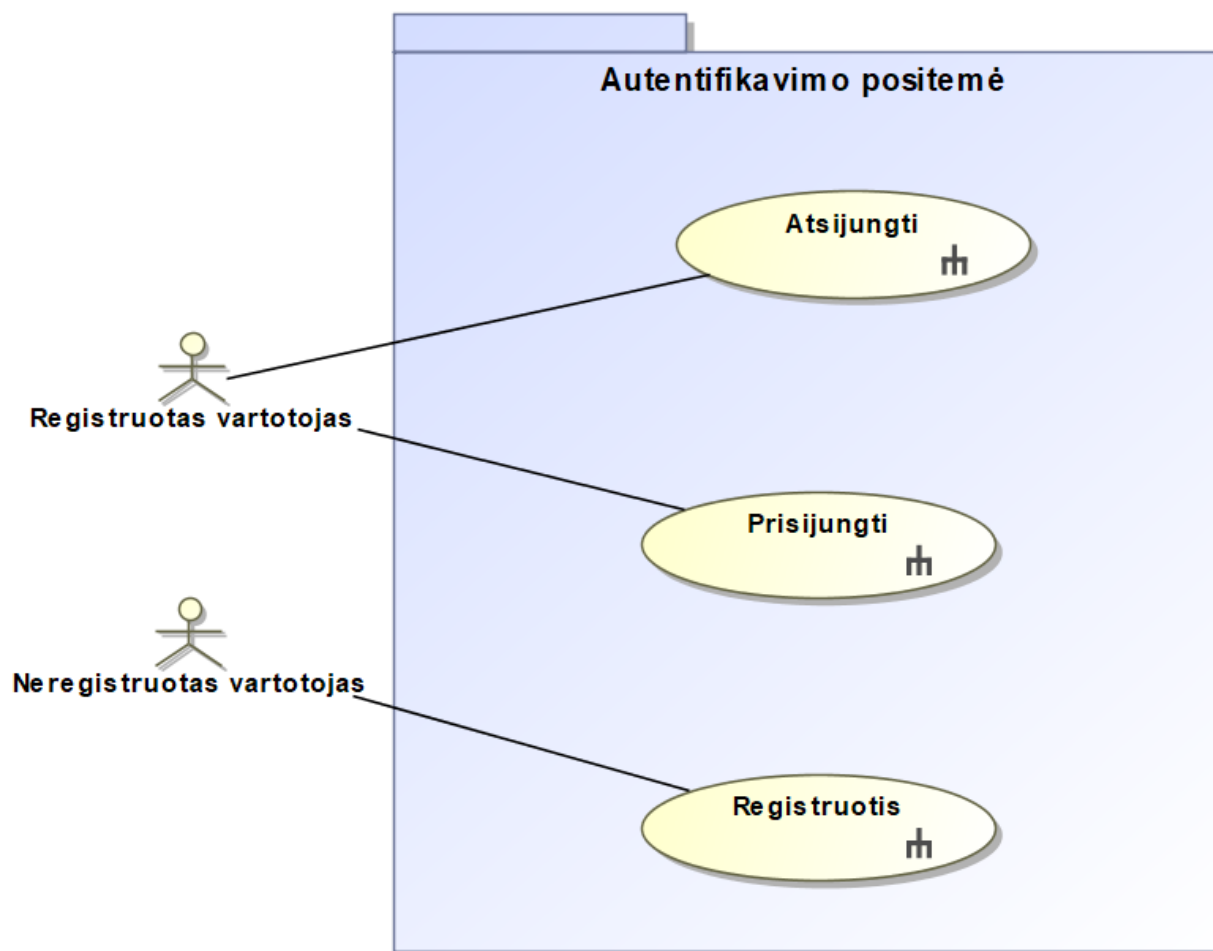 Autentifikavimo positemė
Atsijungti
Registruotas vartotojas
Prisijungti
Neregistruotas vartotojas
Registruotis